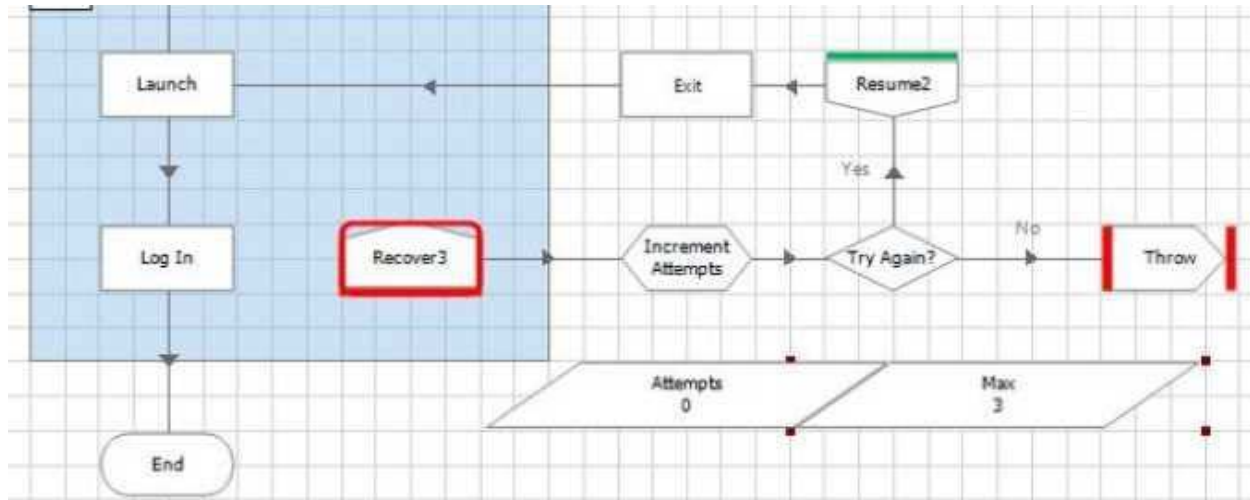 Launch
Exit
Resume2
Yes
Log In
Recover3
Increment
Attempts
Try Again?
No
Throw
Attempts
0
Max
3
End